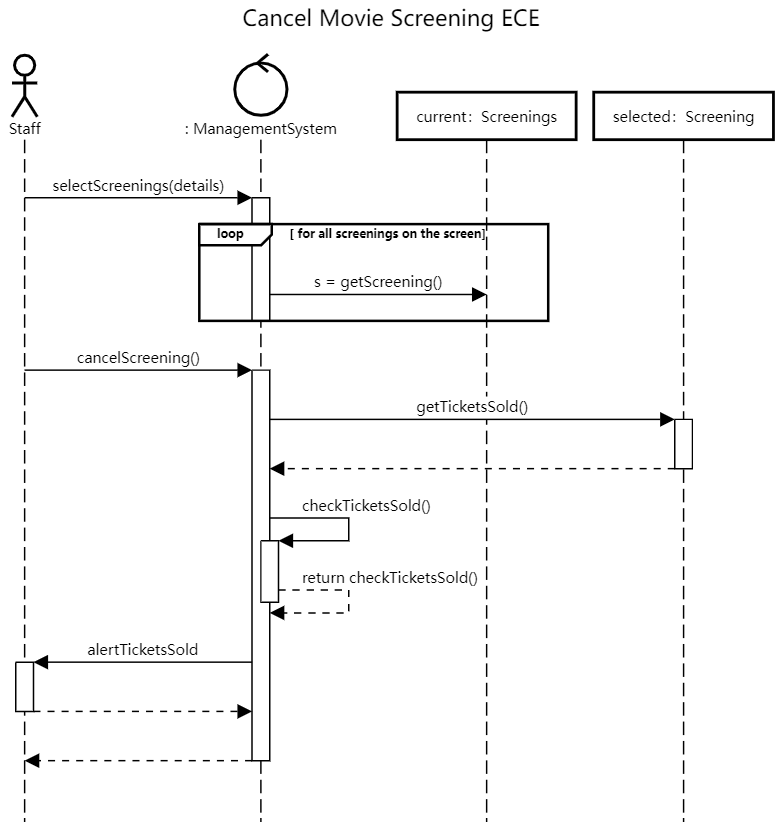 Cancel Movie Screening ECE
Staff
: ManagementSystem
current: Screenings
selected: Screening
selectScreenings(details)
loop
[ for all screenings on the screen]
s = getScreening()
cancelScreening()
getTicketsSold()
checkTicketsSold()
return checkTicketsSold()
alertTicketsSold